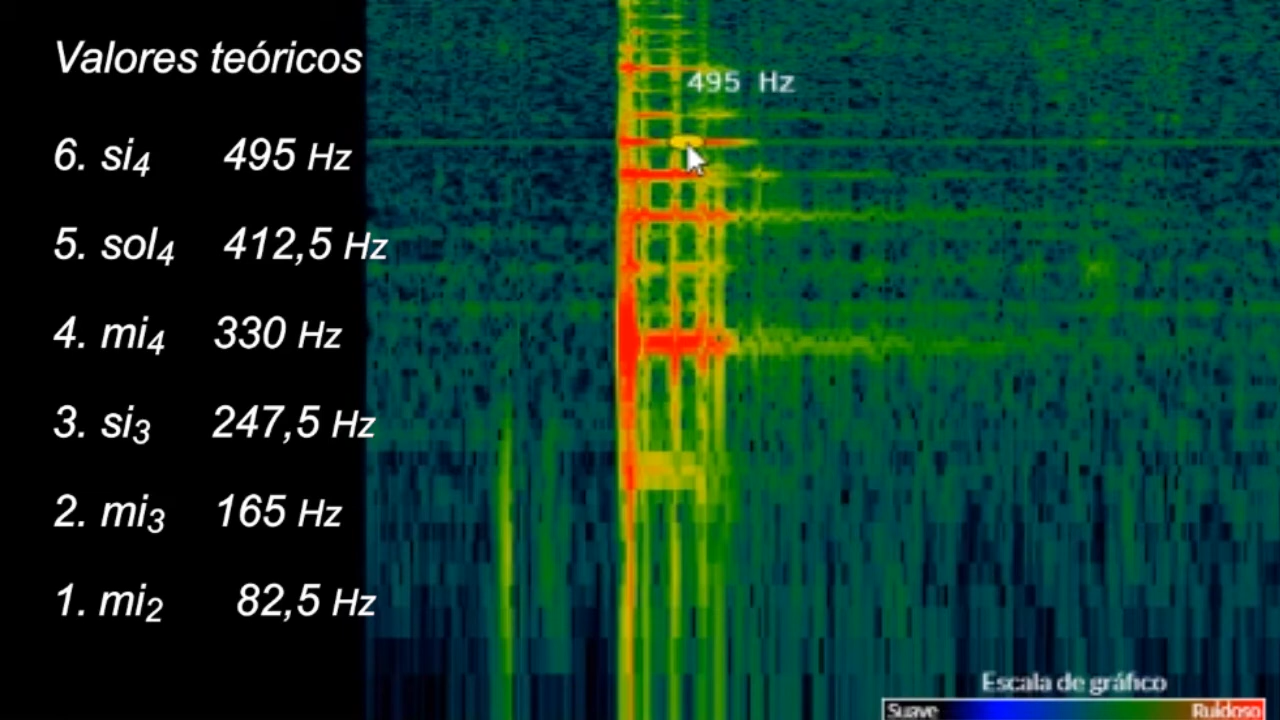 Valores teóricos
495 Hz
6. si4 495 Hz
5. sol4 412,5 Hz
4. mi4 330 Hz
3. si3 247,5 Hz
2. mi3 165 Hz
1. mi2 82,5 Hz
Escala de gráfico
Suave Ruidoso